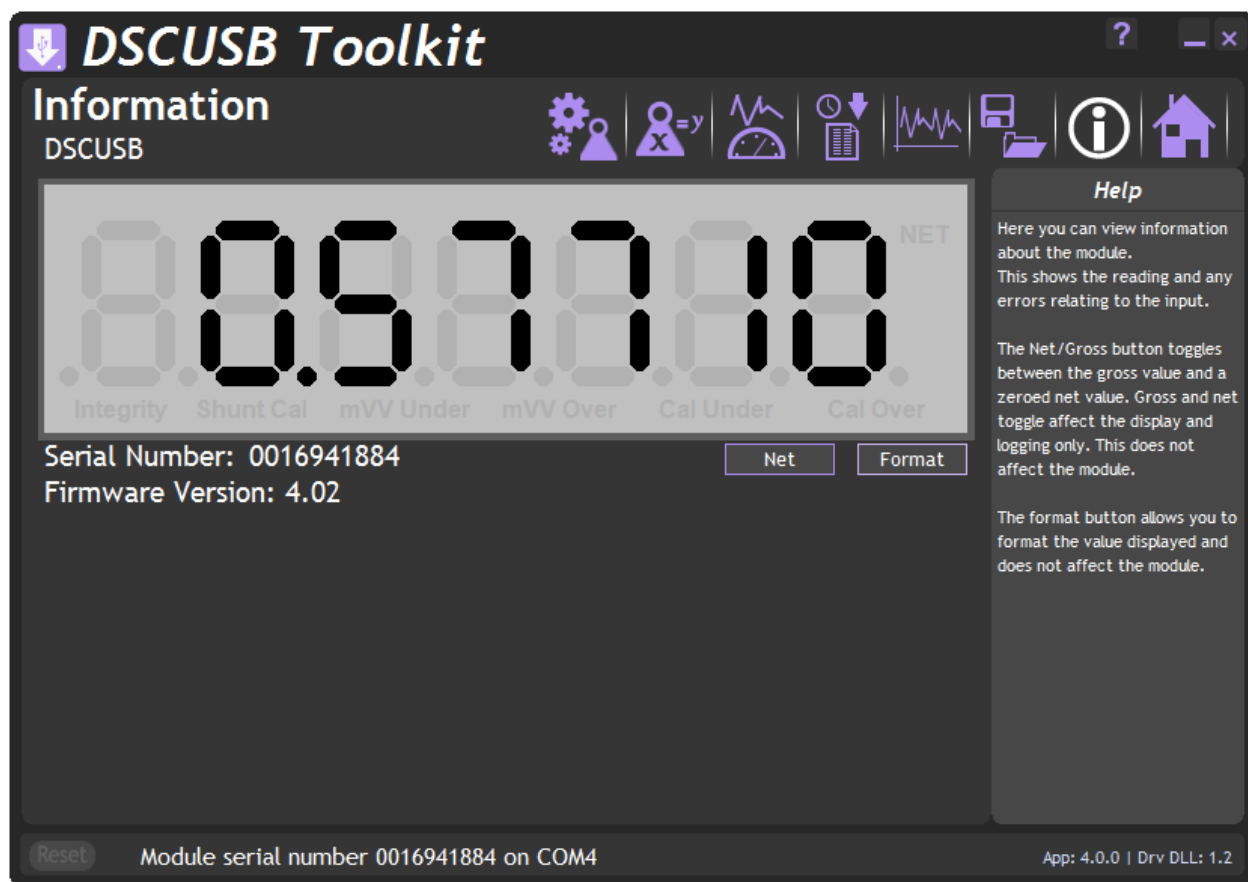 DSCUSB Toolkit
?
Information
DSCUSB
x
=y
i
0.57710
NET
Integrity Shunt Cal mVV Under mVV Over Cal Under Cal Over
Serial Number: 0016941884
Net
Format
Firmware Version: 4.02
Help
Here you can view information
about the module.
This shows the reading and any
errors relating to the input.
The Net/Gross button toggles
between the gross value and a
zeroed net value. Gross and net
toggle affect the display and
logging only. This does not
affect the module.
The format button allows you to
format the value displayed and
does not affect the module.
Reset
Module serial number 0016941884 on COM4
App: 4.0.0 | Drv DLL: 1.2